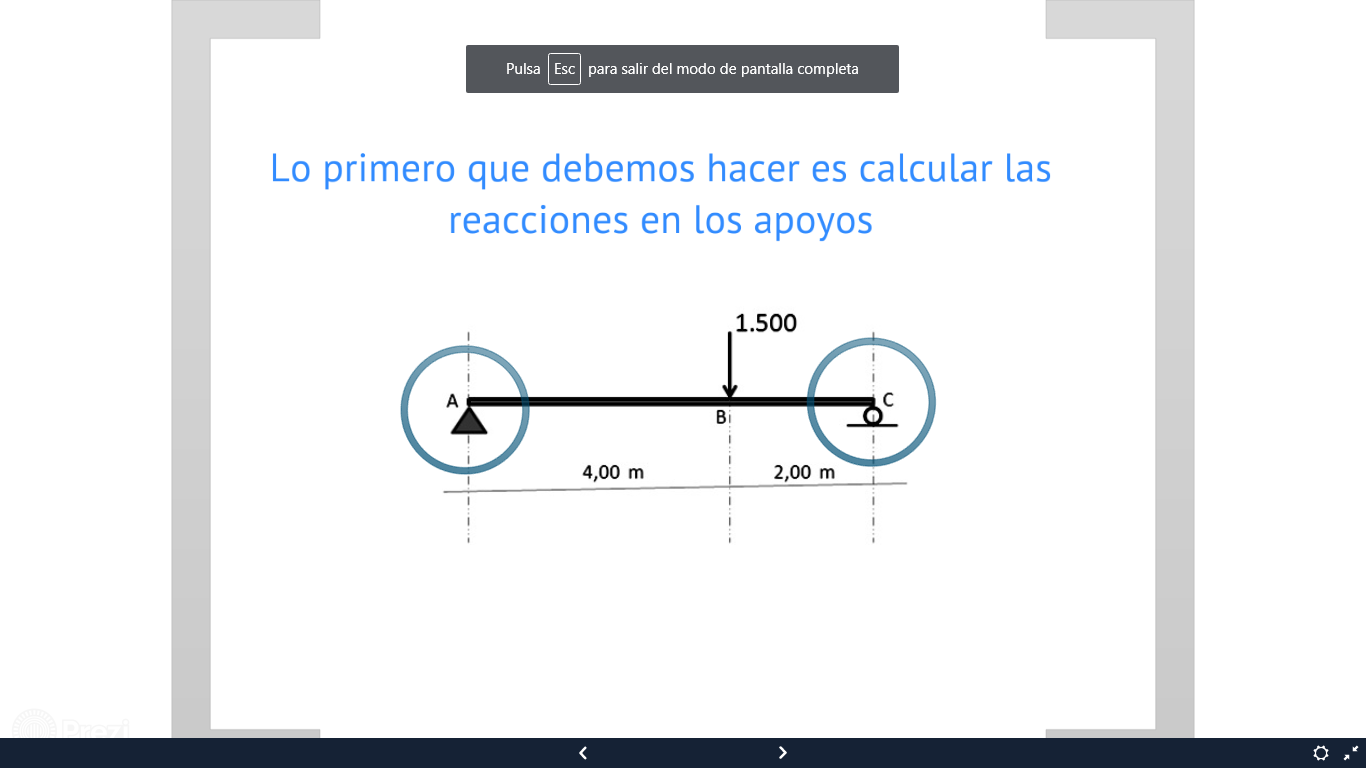 Pulsa Esc para salir del modo de pantalla completa
Lo primero que debemos hacer es calcular las
reacciones en los apoyos
1.500
A
C
B
4,00 m
2,00 m
Prezi